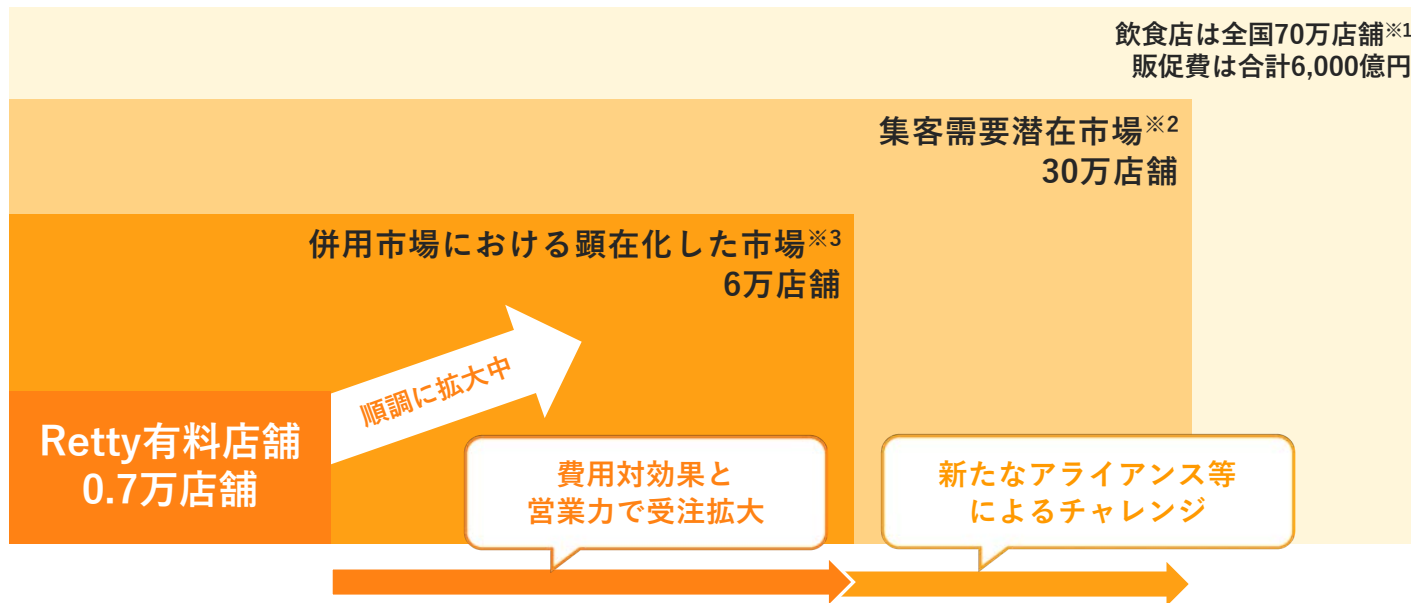 飲食店は全国70万店舗※1
販促費は合計6,000億円
集客需要潜在市場※2
30万店舗
併用市場における顕在化した市場※3
6万店舗
順調に拡大中
Retty有料店舗
0.7万店舗
費用対効果と
営業力で受注拡大
新たなアライアンス等
によるチャレンジ